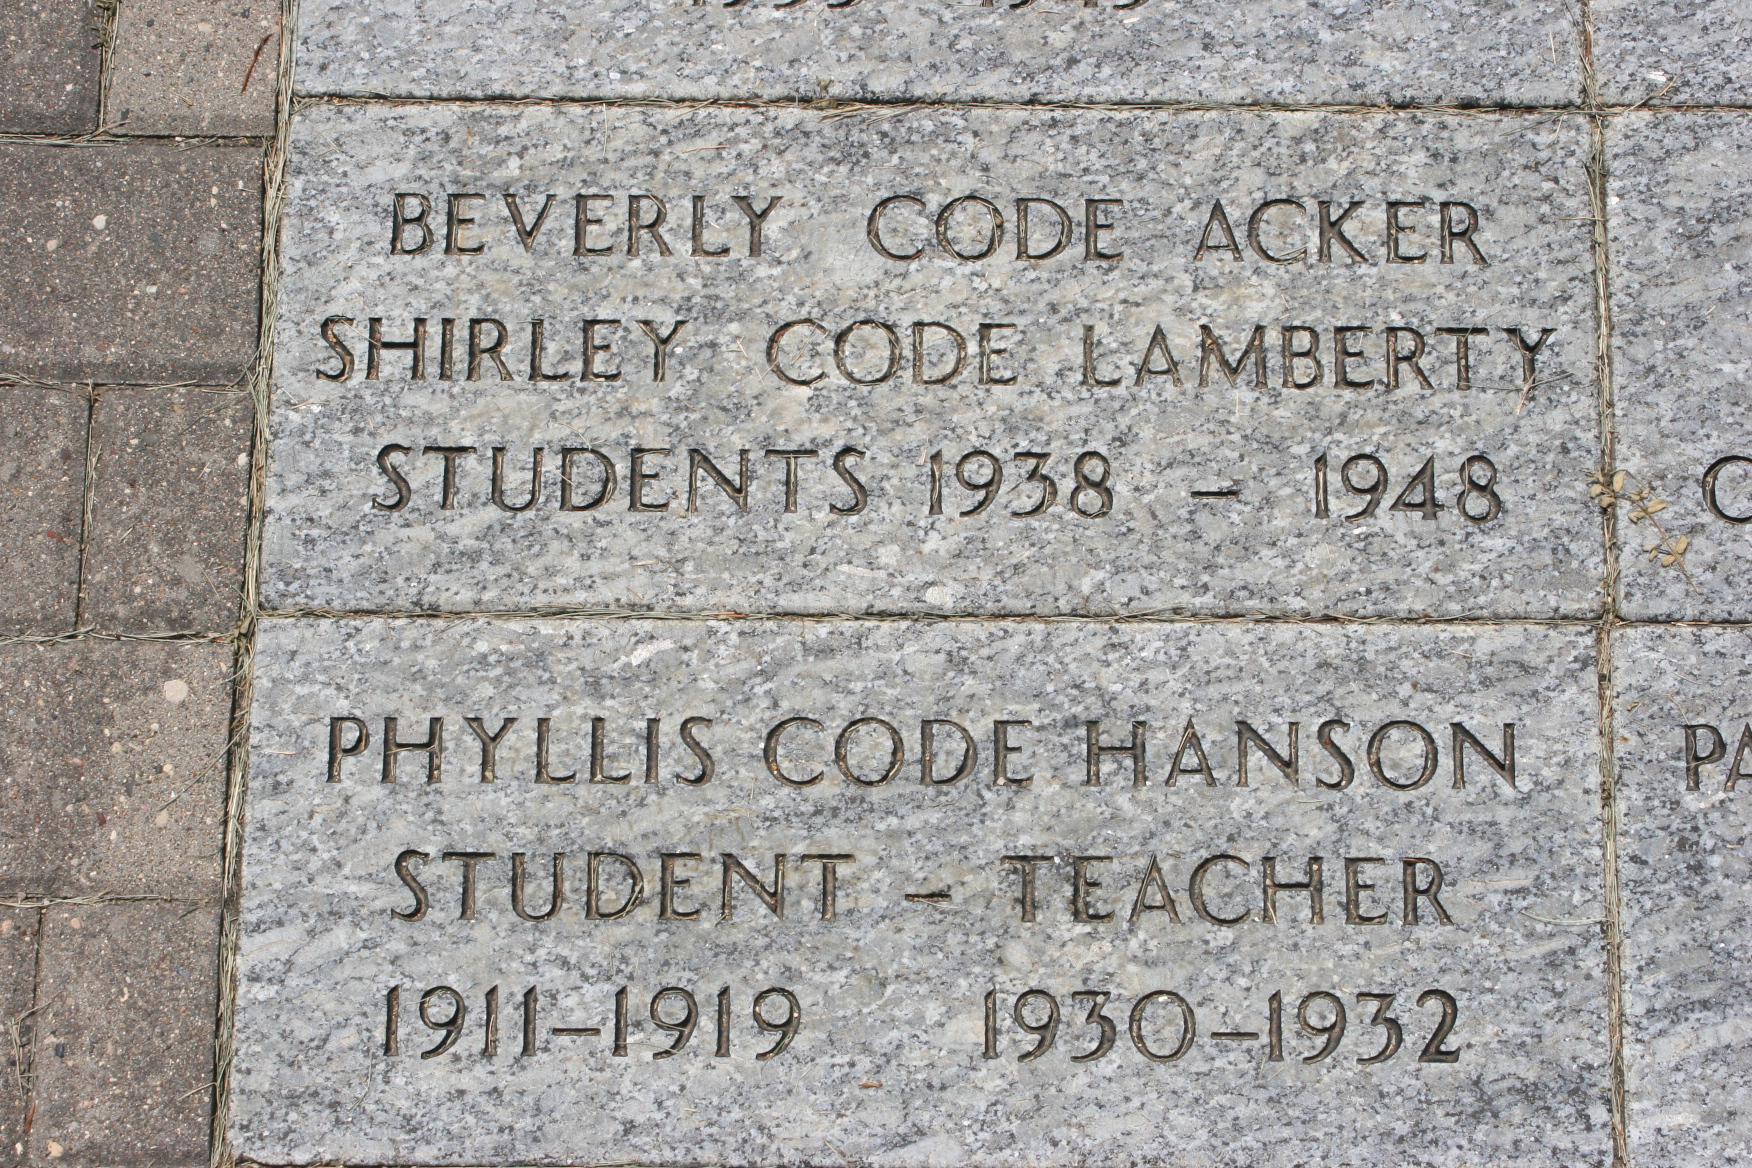 BEVERLY CODE ACKER
SHIRLEY CODE LAMBERTY
STUDENTS 1938 - 1948
PHYLLIS CODE HANSON
STUDENT - TEACHER
1911-1919 1930-1932